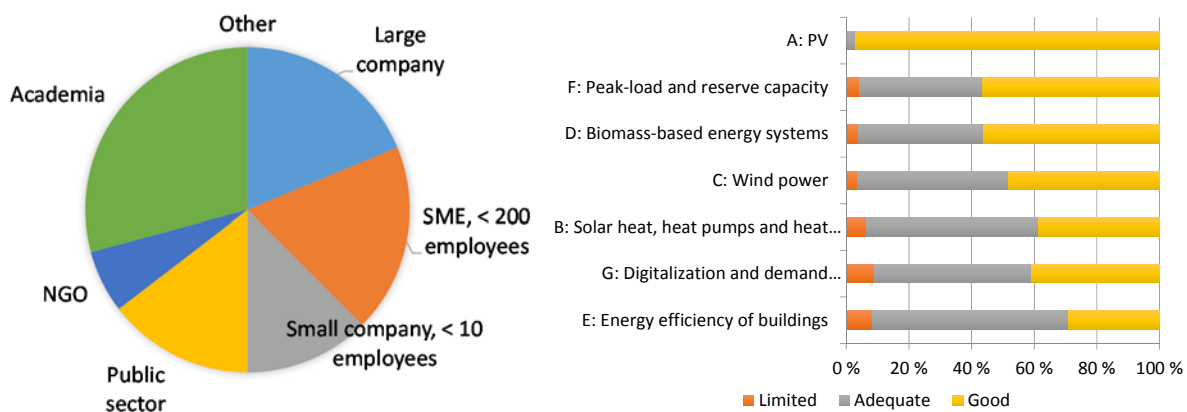 Other
Large
company
Academia
SME, < 200
employees
NGO
Small company, < 10
employees
Public
sector
A: PV
F: Peak-load and reserve capacity
D: Biomass-based energy systems
C: Wind power
B: Solar heat, heat pumps and heat...
G: Digitalization and demand...
E: Energy efficiency of buildings
0 % 20 % 40 % 60 % 80 % 100 %
Limited Adequate Good